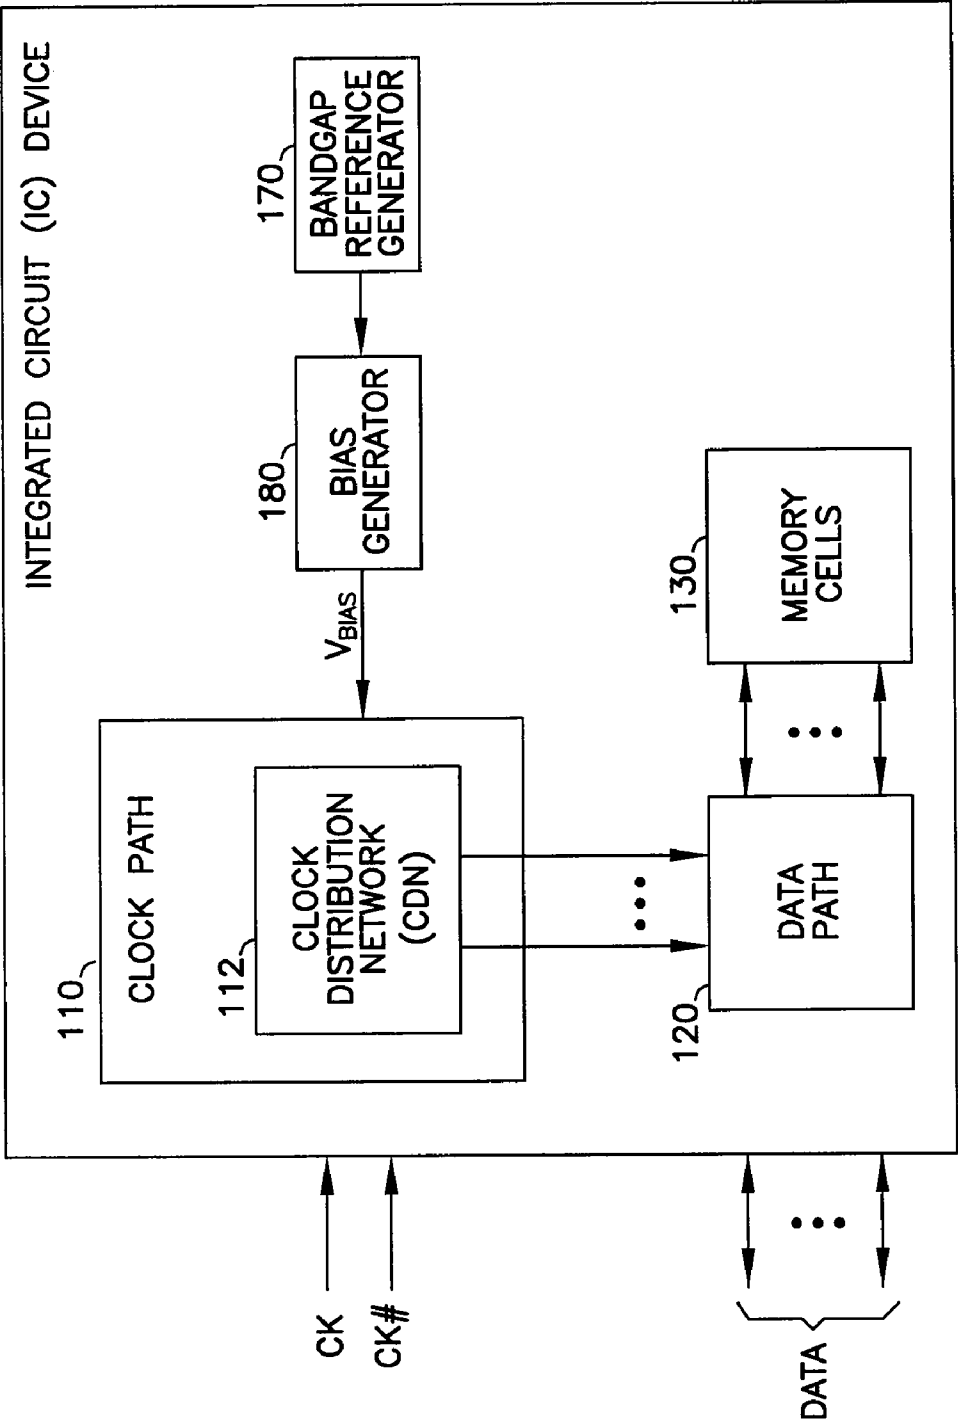 INTEGRATED CIRCUIT (IC) DEVICE
110
CLOCK PATH
112
CLOCK
DISTRIBUTION
NETWORK
(CDN)
VBIAS
180
BIAS
GENERATOR
170
BANDGAP
REFERENCE
GENERATOR
CK
CK#
120
DATA
PATH
130
MEMORY
CELLS
DATA